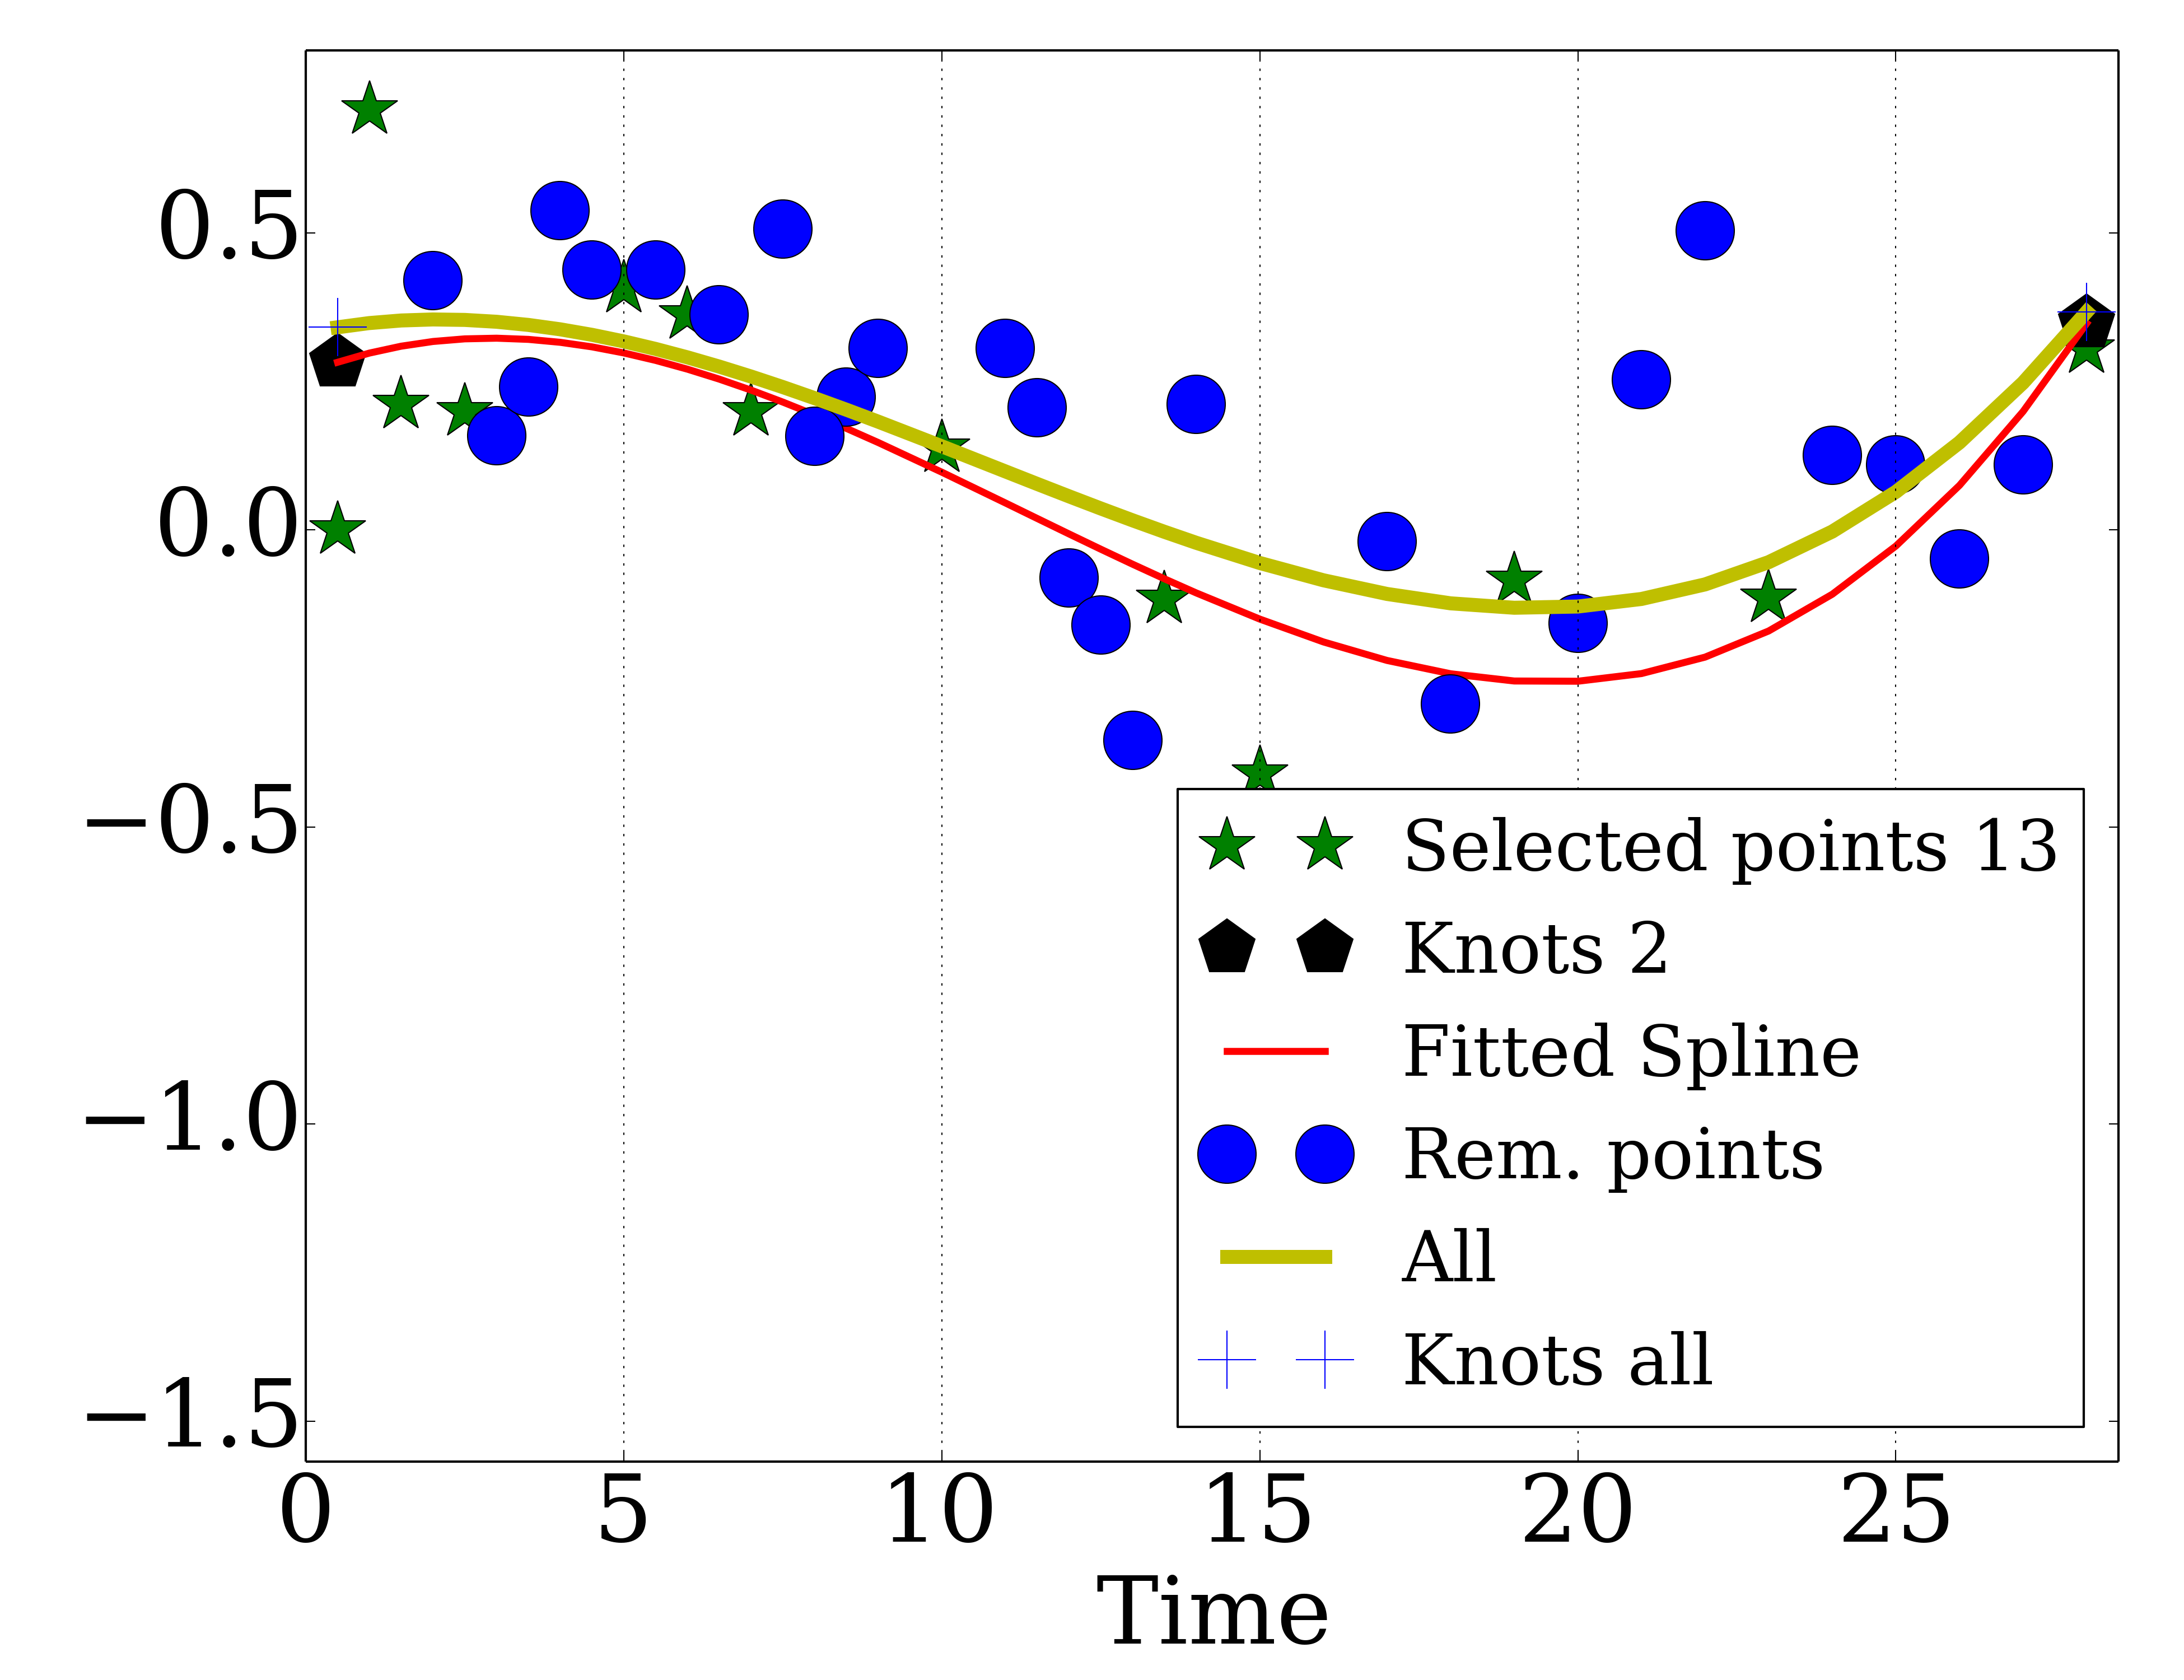 0.5
0.0
−0.5
−1.0
−1.5
Selected points 13
Knots 2
Fitted Spline
Rem. points
All
Knots all
0 5 10 15 20 25
Time